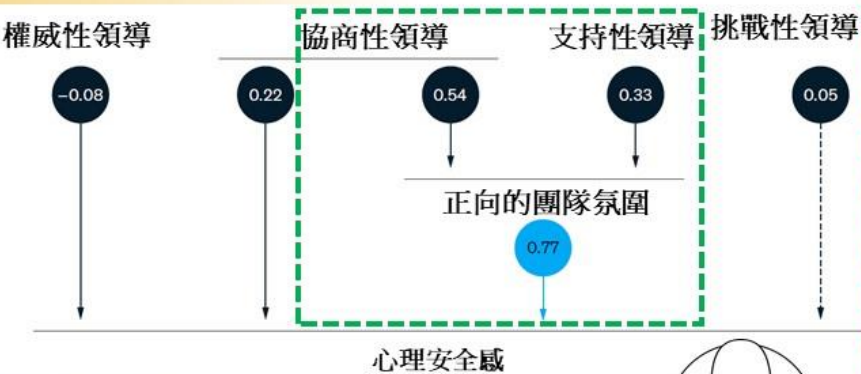 權威性領導
協商性領導
支持性領導
挑戰性領導
−0.08
0.22
0.54
0.33
0.05
正向的團隊氛圍
0.77
心理安全感